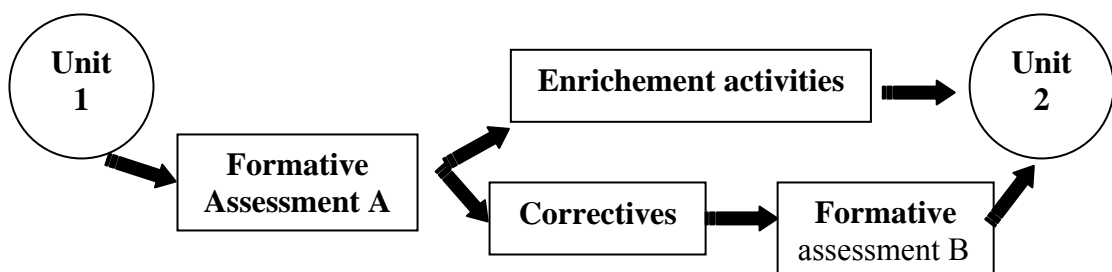 Unit
1
Formative
Assessment A
Enrichement activities
Correctives
Formative
assessment B
Unit
2